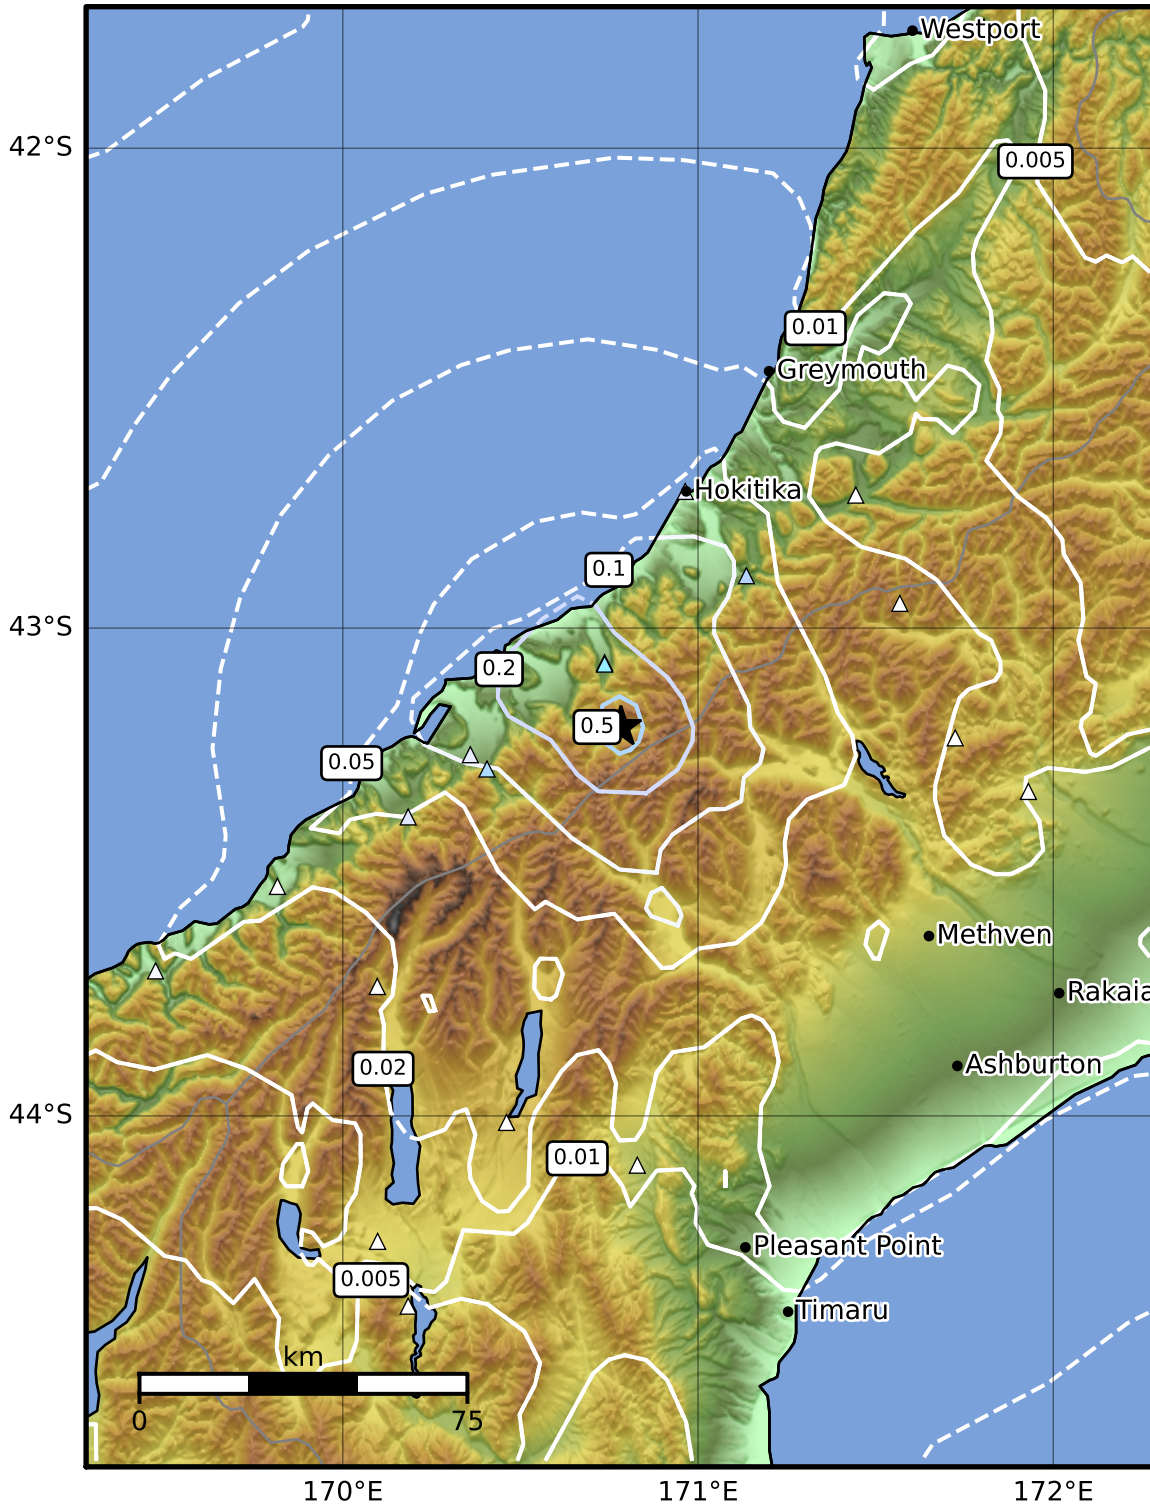 Westport
42°S
0.005
0.01
Greymouth
Hokitika
0.1
43°S
0.2
0.5
0.05
Methven
Rakaia
0.02
Ashburton
44°S
0.01
Pleasant Point
0.005
Timaru
km
0 75
170°E 171°E 172°E